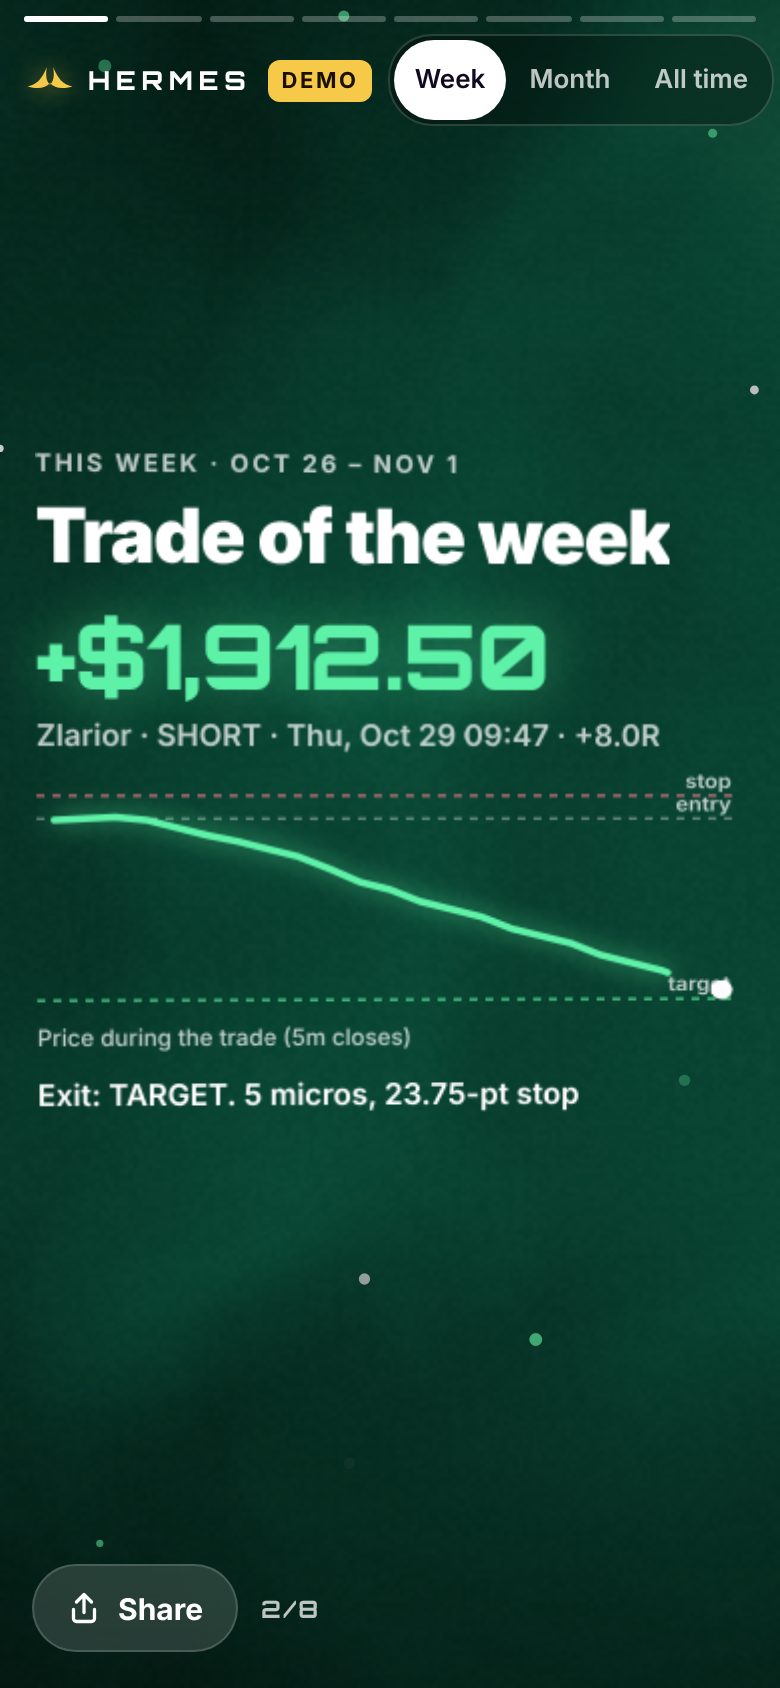 HERMES DEMO Week Month All time
THIS WEEK · OCT 26 – NOV 1
Trade of the week
+$1,912.50
Zlarior · SHORT · Thu, Oct 29 09:47 · +8.0R
stop
entry
target
Price during the trade (5m closes)
Exit: TARGET. 5 micros, 23.75-pt stop
Share 2/8